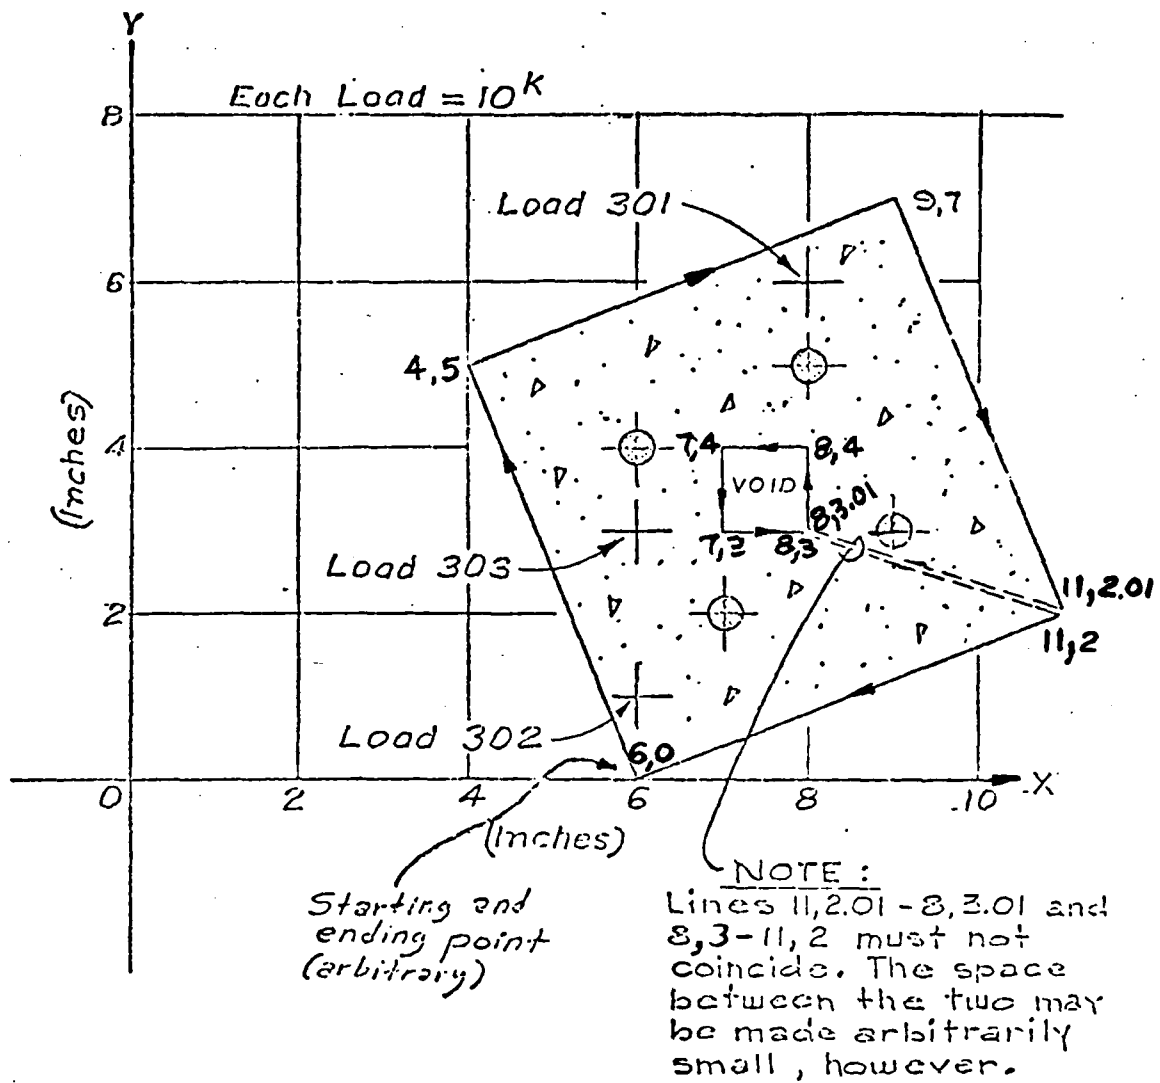 Y
Each Load = 10K
8
Load 301
9,7
6
4,5
(Inches)
4
7,4
8,4
VOID
8,3.01
7,3
8,3
Load 303
11,2.01
2
11,2
Load 302
6,0
0
2
4
6
8
10
X
(Inches)
Starting and
ending point
(arbitrary)
NOTE:
Lines 11,2.01-8,3.01 and
8,3-11,2 must not
coincide. The space
between the two may
be made arbitrarily
small, however.